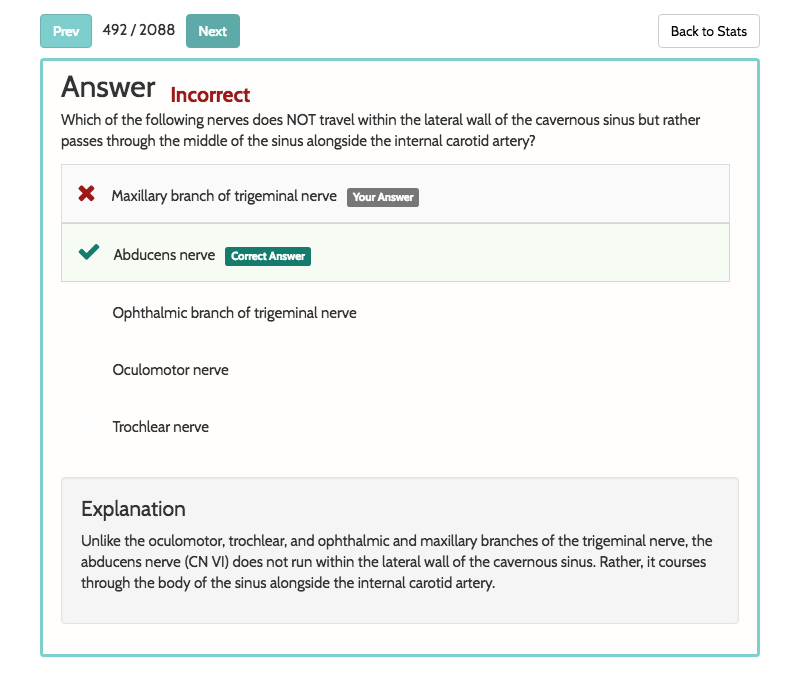 Prev 492 / 2088 Next Back to Stats
Answer Incorrect
Which of the following nerves does NOT travel within the lateral wall of the cavernous sinus but rather
passes through the middle of the sinus alongside the internal carotid artery?
Maxillary branch of trigeminal nerve Your Answer
Abducens nerve Correct Answer
Ophthalmic branch of trigeminal nerve
Oculomotor nerve
Trochlear nerve
Explanation
Unlike the oculomotor, trochlear, and ophthalmic and maxillary branches of the trigeminal nerve, the
abducens nerve (CN VI) does not run within the lateral wall of the cavernous sinus. Rather, it courses
through the body of the sinus alongside the internal carotid artery.